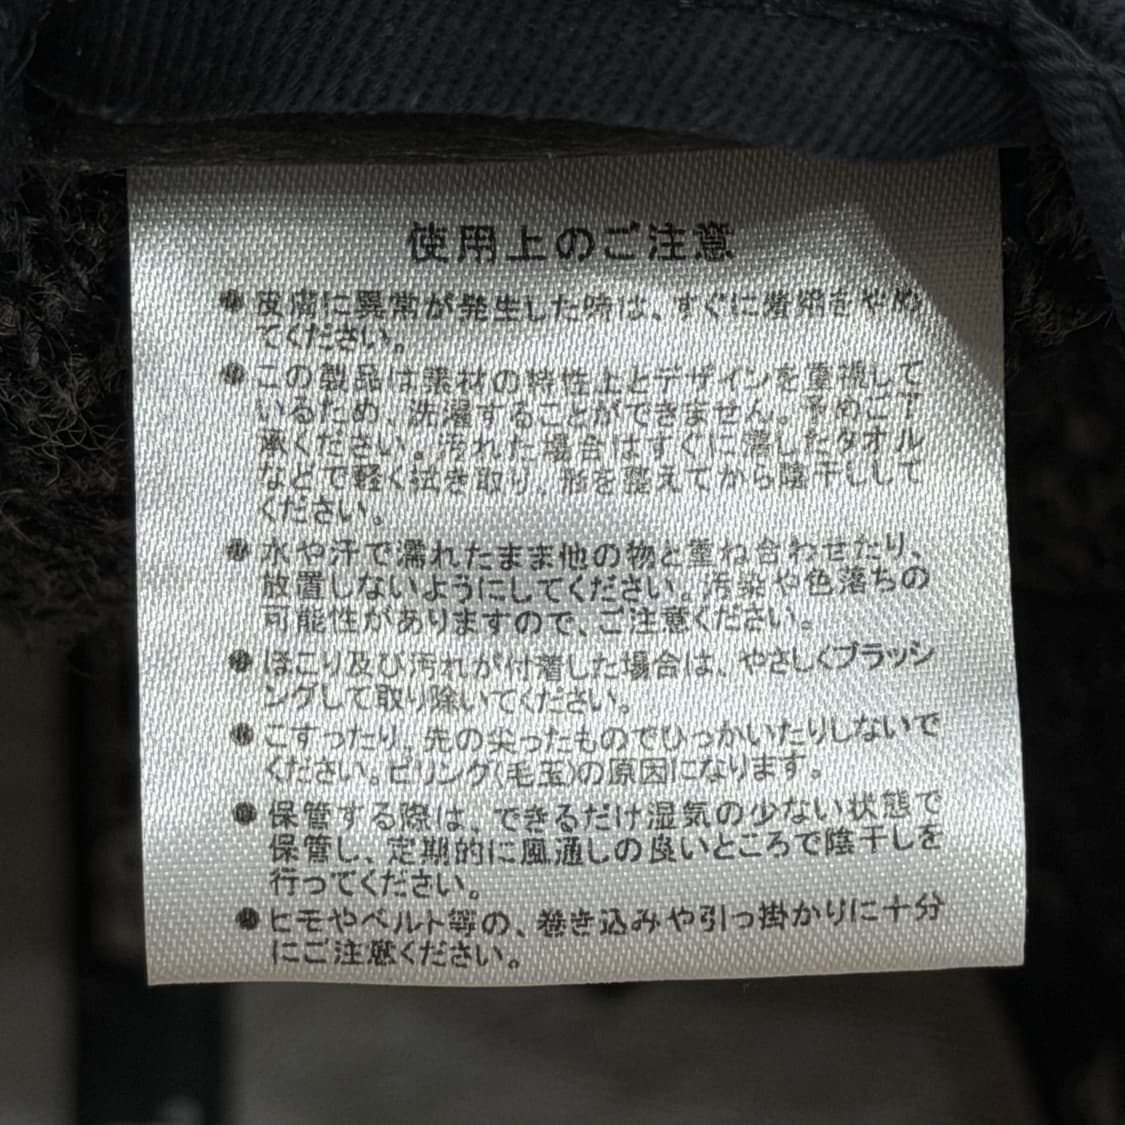 使用上のご注意
●皮膚に異常が発生した時は、すぐに着用をやめ
てください。
●この製品は素材の特性上とデザインを重視して
いるため、洗濯することができません。予めご了
承ください。汚れた場合はすぐに濡したタオル
などで軽く拭き取り、形を整えてから陰干しして
ください。
●水や汗で濡れたまま他の物と重ね合わせたり、
放置しないようにしてください。汚染や色落ちの
可能性がありますので、ご注意ください。
●ほこり及び汚れが付着した場合は、やさしくブラッシ
ングして取り除いてください。
●こすったり、先の尖ったものでひっかいたりしないで
ください。ピリング(毛玉)の原因になります。
●保管する際は、できるだけ湿気の少ない状態で
保管し、定期的に風通しの良いところで陰干しを
行ってください。
●ヒモやベルト等の、巻き込みや引っ掛かりに十分
にご注意ください。